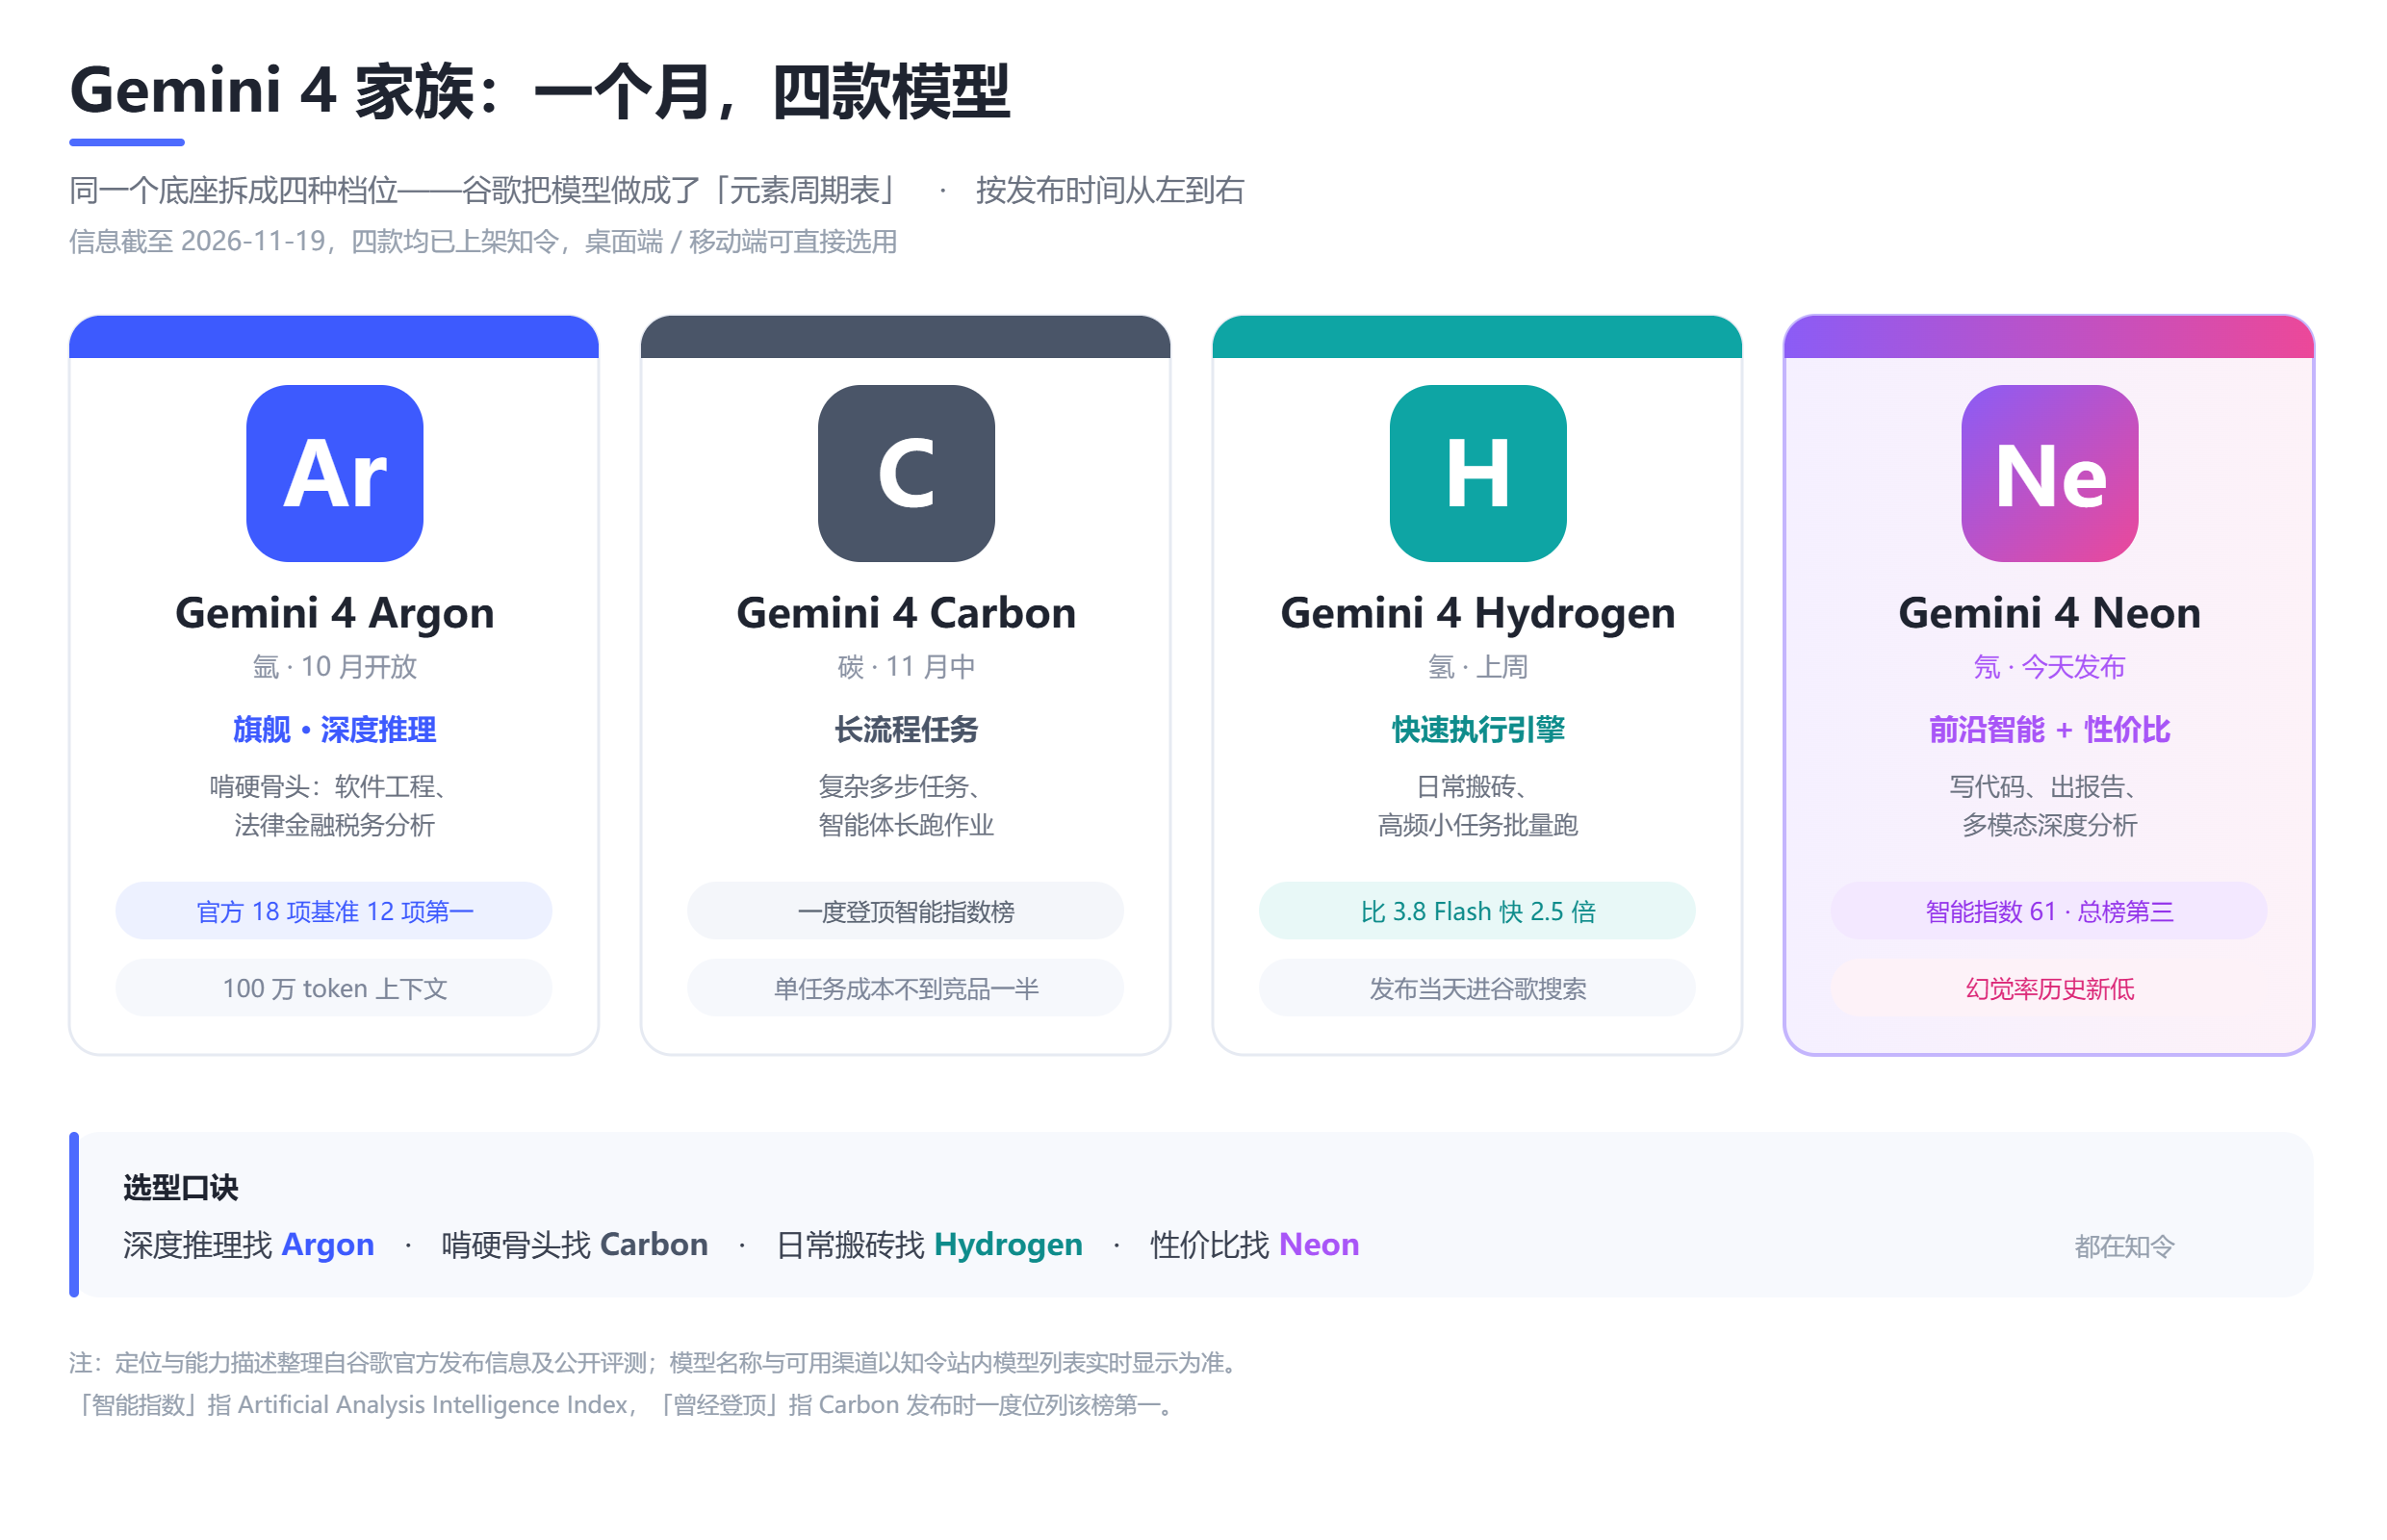 Gemini 4 家族：一个月，四款模型
同一个底座拆成四种档位——谷歌把模型做成了「元素周期表」 · 按发布时间从左到右
信息截至 2026-11-19，四款均已上架知令，桌面端 / 移动端可直接选用
Ar
Gemini 4 Argon
氩 · 10 月开放
旗舰 · 深度推理
啃硬骨头：软件工程、
法律金融税务分析
官方 18 项基准 12 项第一
100 万 token 上下文
C
Gemini 4 Carbon
碳 · 11 月中
长流程任务
复杂多步任务、
智能体长跑作业
一度登顶智能指数榜
单任务成本不到竞品一半
H
Gemini 4 Hydrogen
氢 · 上周
快速执行引擎
日常搬砖、
高频小任务批量跑
比 3.8 Flash 快 2.5 倍
发布当天进谷歌搜索
Ne
Gemini 4 Neon
氖 · 今天发布
前沿智能 + 性价比
写代码、出报告、
多模态深度分析
智能指数 61 · 总榜第三
幻觉率历史新低
选型口诀
深度推理找 Argon · 啃硬骨头找 Carbon · 日常搬砖找 Hydrogen · 性价比找 Neon
都在知令
注：定位与能力描述整理自谷歌官方发布信息及公开评测；模型名称与可用渠道以知令站内模型列表实时显示为准。
「智能指数」指 Artificial Analysis Intelligence Index，「曾经登顶」指 Carbon 发布时一度位列该榜第一。